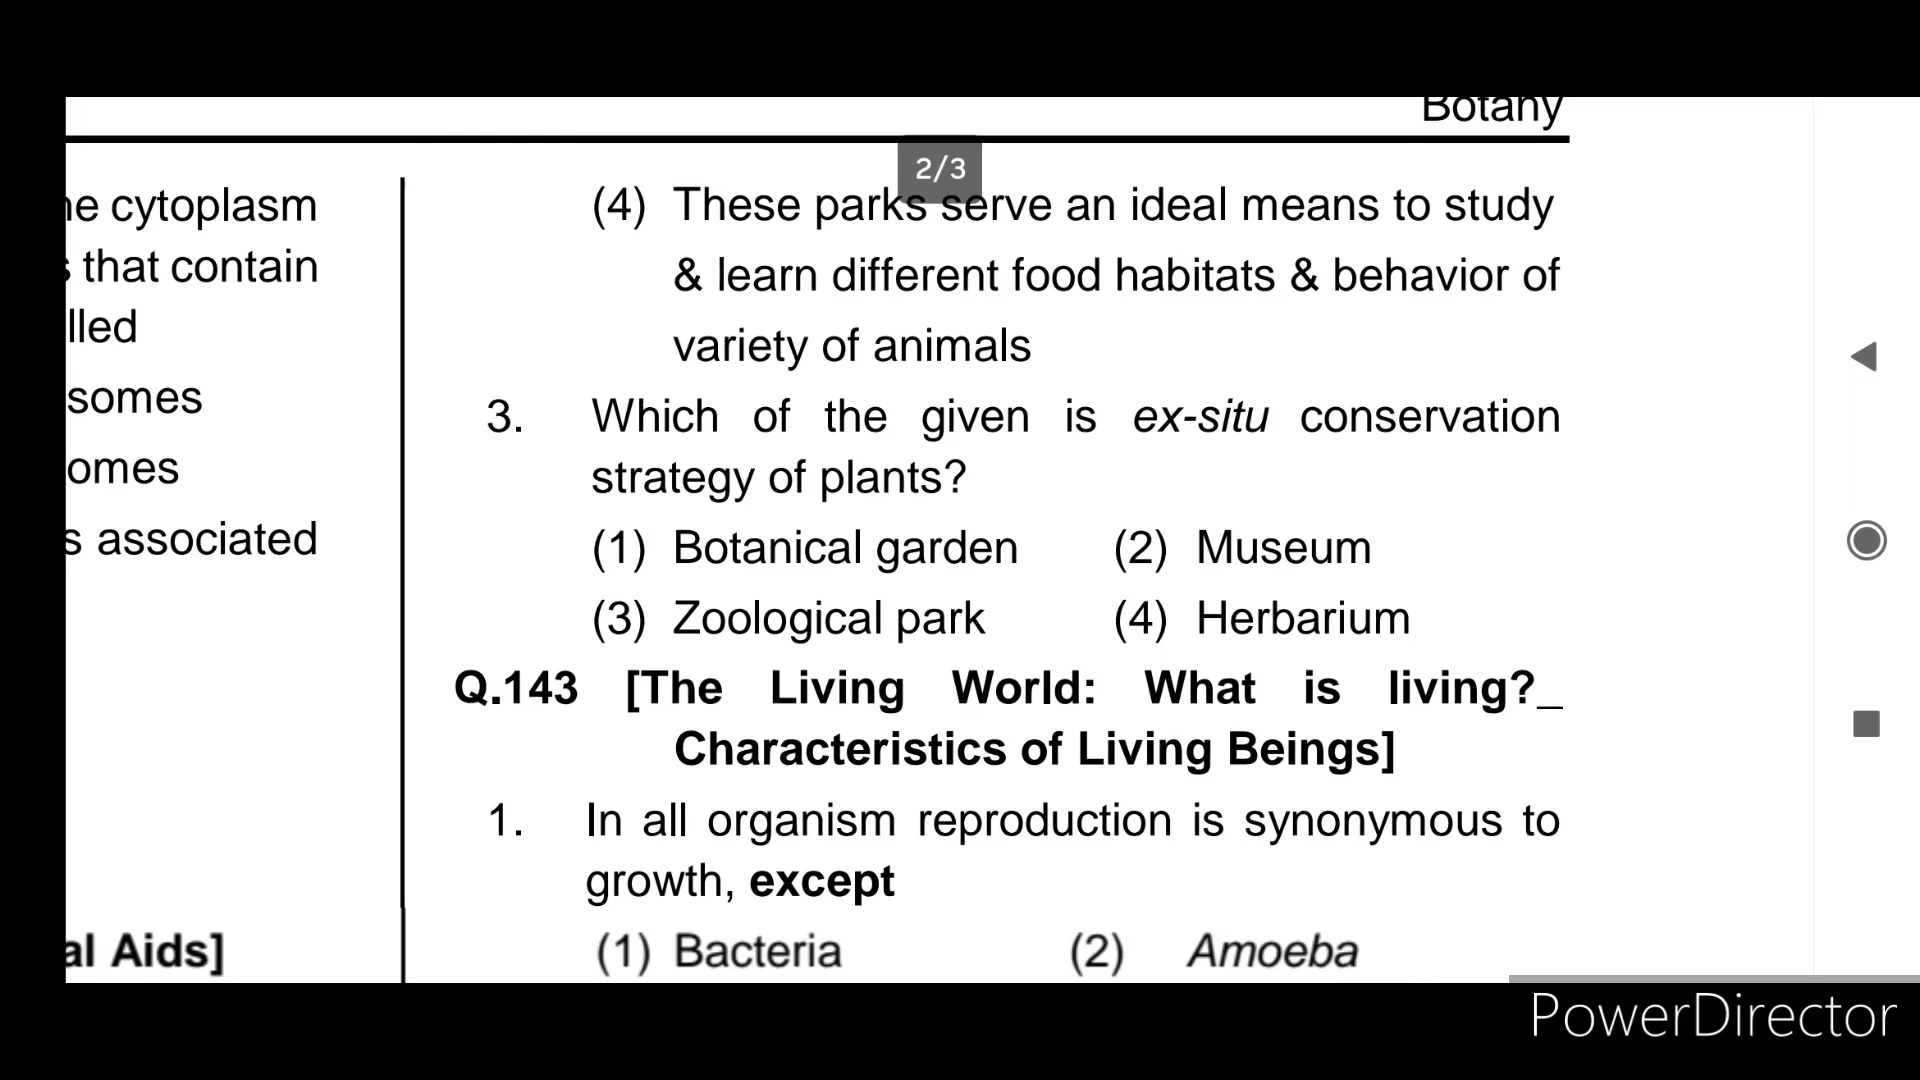 Botany
2/3
he cytoplasm
s that contain
lled
somes
omes
s associated
al Aids]
(4) These parks serve an ideal means to study
& learn different food habitats & behavior of
variety of animals
3. Which of the given is ex-situ conservation
strategy of plants?
(1) Botanical garden (2) Museum
(3) Zoological park (4) Herbarium
Q.143 [The Living World: What is living?_
Characteristics of Living Beings]
1. In all organism reproduction is synonymous to
growth, except
(1) Bacteria (2) Amoeba
PowerDirector